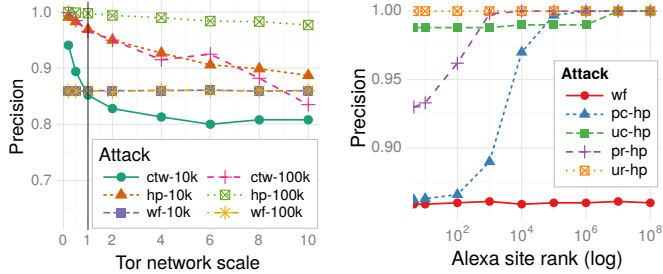 1.0
0.9
0.8
0.7
Precision
0 1 2 4 6 8 10
Tor network scale
Attack
ctw-10k
hp-10k
wf-10k
ctw-100k
hp-100k
wf-100k
1.00
0.95
0.90
Precision
10² 10⁴ 10⁶ 10⁸
Alexa site rank (log)
Attack
wf
pc-hp
uc-hp
pr-hp
ur-hp